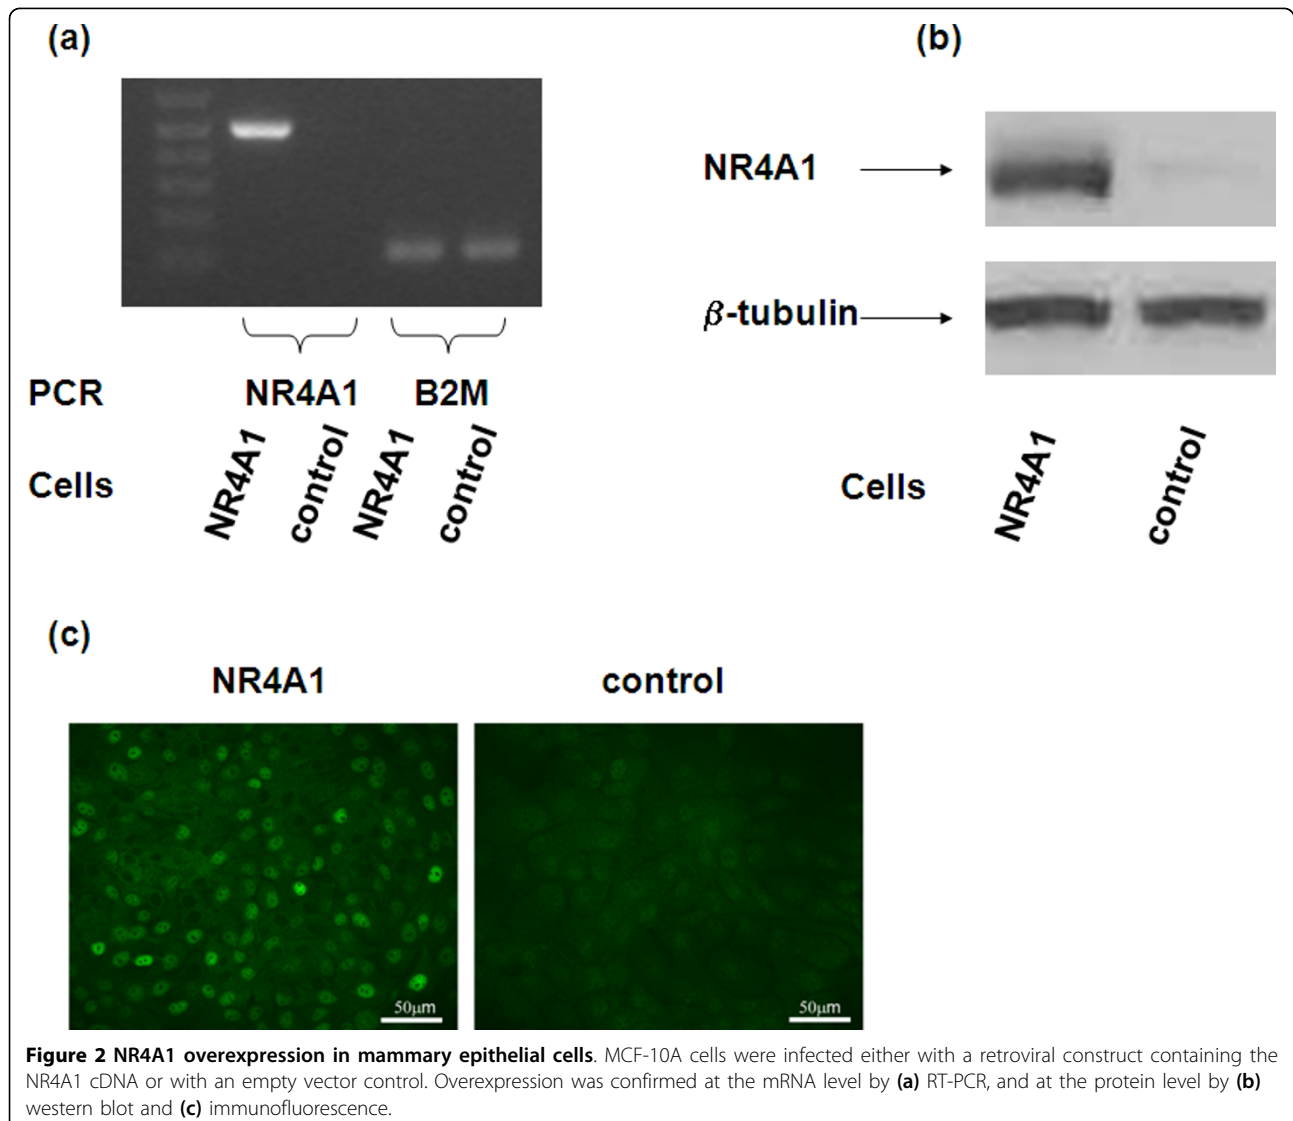 (a)
(b)
NR4A1
β-tubulin
PCR
NR4A1
B2M
Cells
NR4A1
control
NR4A1
control
Cells
NR4A1
control
(c)
NR4A1
control
50μm
50μm
Figure 2 NR4A1 overexpression in mammary epithelial cells. MCF-10A cells were infected either with a retroviral construct containing the
NR4A1 cDNA or with an empty vector control. Overexpression was confirmed at the mRNA level by (a) RT-PCR, and at the protein level by (b)
western blot and (c) immunofluorescence.